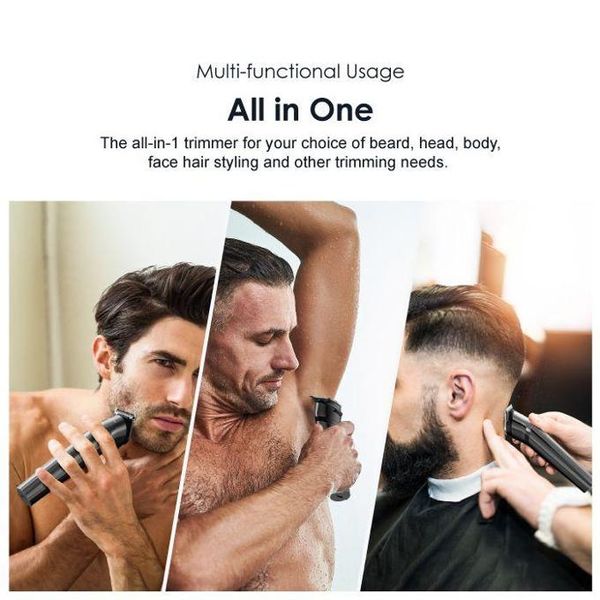 Multi-functional Usage
All in One
The all-in-1 trimmer for your choice of beard, head, body,
face hair styling and other trimming needs.